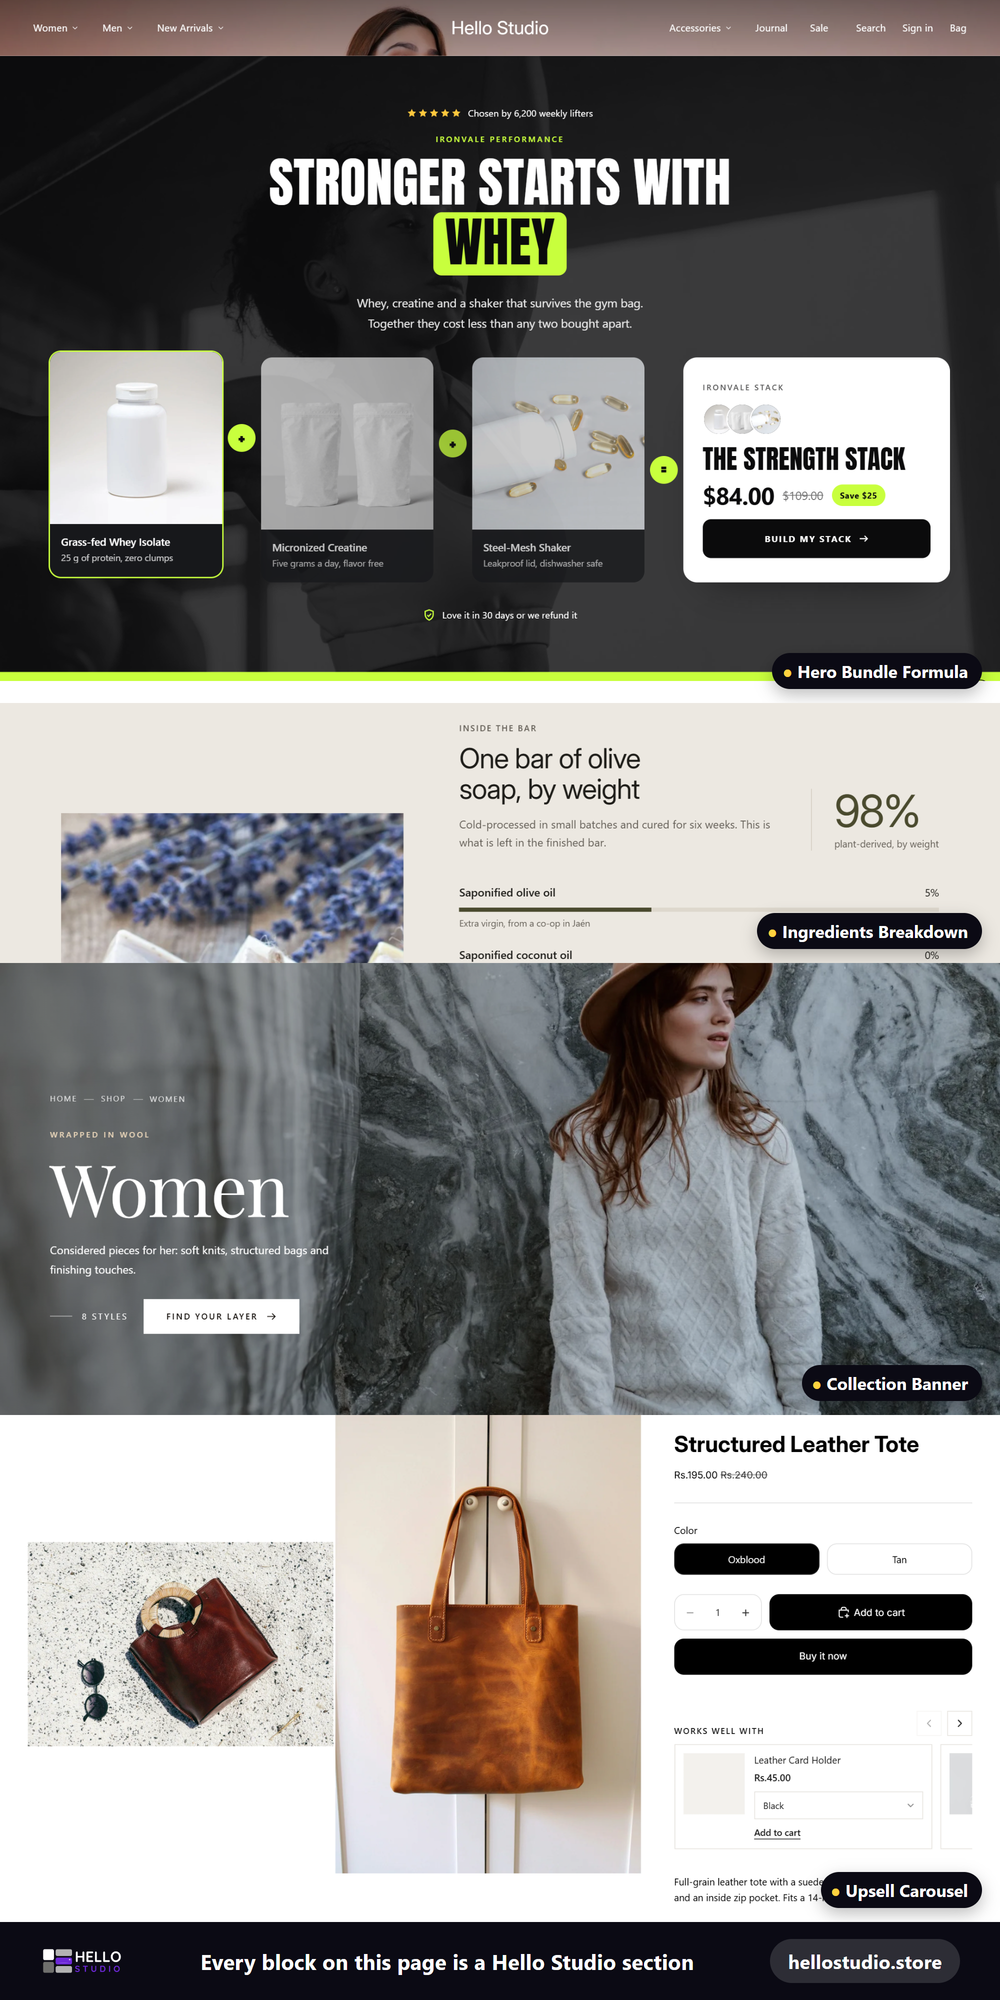 Women
Men
New Arrivals
Hello Studio
Accessories
Journal
Sale
Search
Sign in
Bag
Chosen by 6,200 weekly lifters
IRONVALE PERFORMANCE
STRONGER STARTS WITH
WHEY
Whey, creatine and a shaker that survives the gym bag.
Together they cost less than any two bought apart.
Grass-fed Whey Isolate
25 g of protein, zero clumps
+
Micronized Creatine
Five grams a day, flavor free
+
Steel-Mesh Shaker
Leakproof lid, dishwasher safe
=
IRONVALE STACK
THE STRENGTH STACK
$84.00 $109.00 Save $25
BUILD MY STACK →
Love it in 30 days or we refund it
Hero Bundle Formula
INSIDE THE BAR
One bar of olive
soap, by weight
Cold-processed in small batches and cured for six weeks. This is
what is left in the finished bar.
98%
plant-derived, by weight
Saponified olive oil 5%
Extra virgin, from a co-op in Jaén
Ingredients Breakdown
Saponified coconut oil 0%
HOME — SHOP — WOMEN
WRAPPED IN WOOL
Women
Considered pieces for her: soft knits, structured bags and
finishing touches.
8 STYLES
FIND YOUR LAYER →
Collection Banner
Structured Leather Tote
Rs.195.00 Rs.240.00
Color
Oxblood
Tan
− 1 +
Add to cart
Buy it now
WORKS WELL WITH
Leather Card Holder
Rs.45.00
Black
Add to cart
Full-grain leather tote with a suede
and an inside zip pocket. Fits a 14-
Upsell Carousel
HELLO
STUDIO
Every block on this page is a Hello Studio section
hellostudio.store